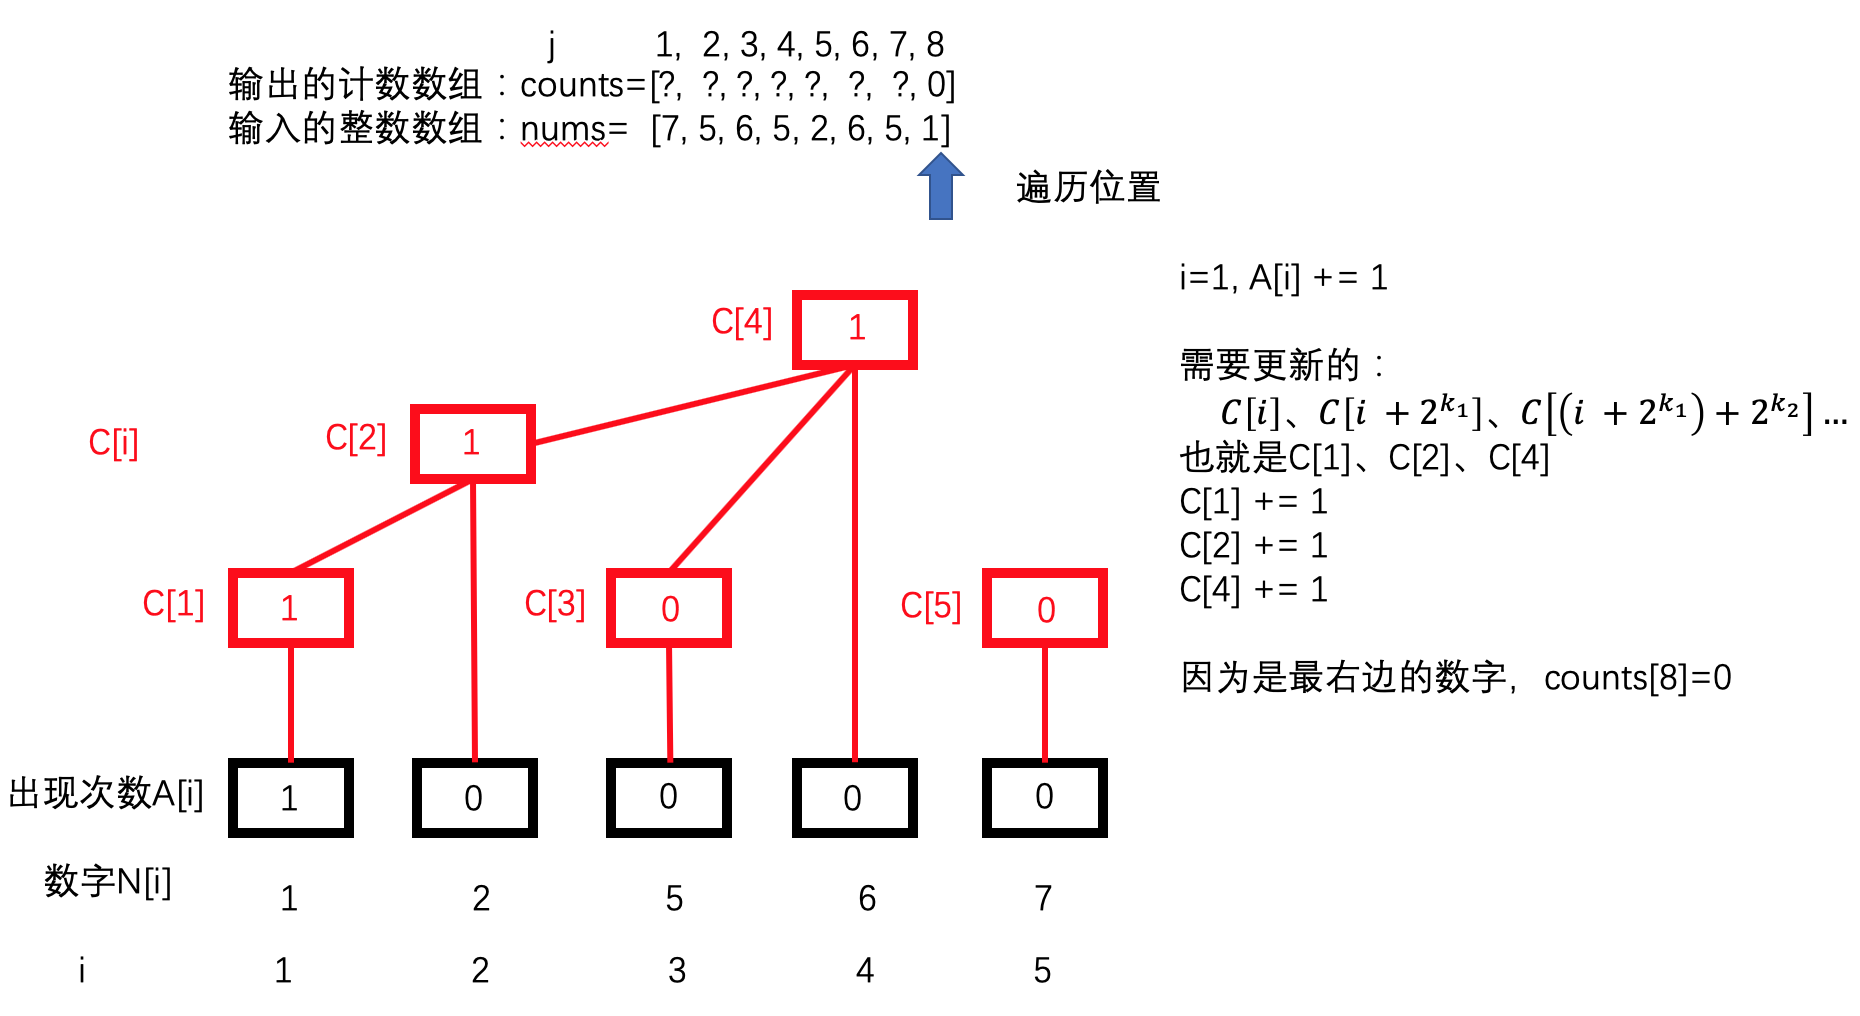 j 1, 2, 3, 4, 5, 6, 7, 8
输出的计数数组：counts=[?, ?, ?, ?, ?, ?, ?, 0]
输入的整数数组：nums= [7, 5, 6, 5, 2, 6, 5, 1]
遍历位置
i=1, A[i] += 1
需要更新的：
C[i]、C[i + 2^{k_1}]、C[(i + 2^{k_1}) + 2^{k_2}] ...
也就是C[1]、C[2]、C[4]
C[1] += 1
C[2] += 1
C[4] += 1
因为是最右边的数字, counts[8]=0
C[4] 1
C[i] C[2] 1
C[1] 1 C[3] 0 C[5] 0
出现次数A[i] 1 0 0 0 0
数字N[i] 1 2 5 6 7
i 1 2 3 4 5